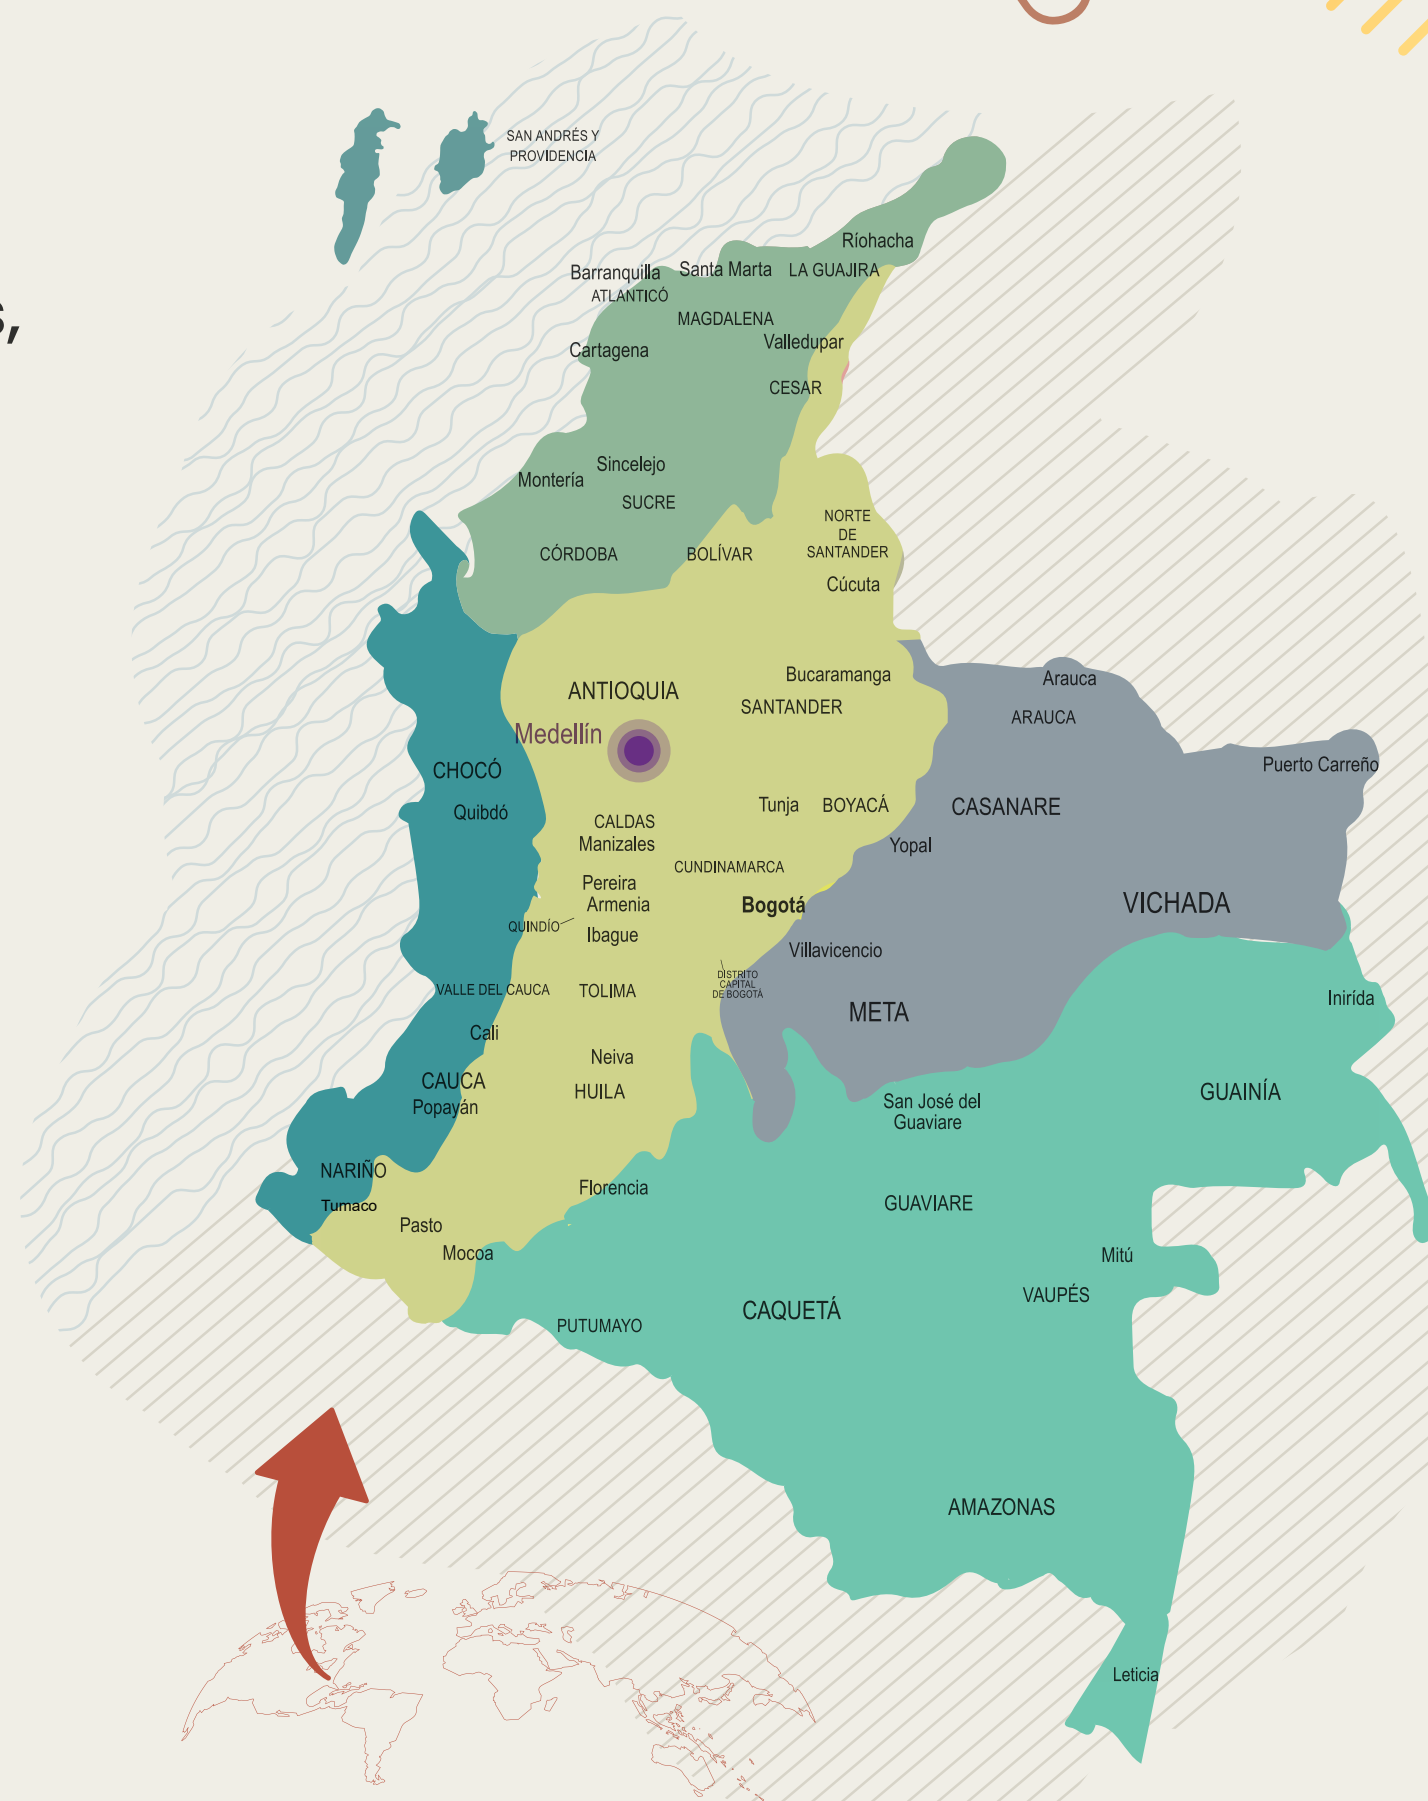 SAN ANDRÉS Y
PROVIDENCIA
Ríohacha
Barranquilla
Santa Marta
LA GUAJIRA
ATLANTICÓ
s,
MAGDALENA
Valledupar
Cartagena
CESAR
Sincelejo
Montería
SUCRE
NORTE
DE
SANTANDER
CÓRDOBA
BOLÍVAR
Cúcuta
Bucaramanga
Arauca
ANTIOQUIA
SANTANDER
ARAUCA
Medellín
CHOCÓ
Puerto Carreño
Quibdó
Tunja
BOYACÁ
CASANARE
CALDAS
Manizales
Yopal
CUNDINAMARCA
Pereira
Armenia
Bogotá
VICHADA
QUINDÍO
Ibague
Villavicencio
DISTRITO
CAPITAL
DE BOGOTÁ
VALLE DEL CAUCA
TOLIMA
Inirída
META
Cali
Neiva
CAUCA
HUILA
GUAINÍA
Popayán
San José del
Guaviare
NARIÑO
Florencia
Tumaco
GUAVIARE
Pasto
Mocoa
Mitú
VAUPÉS
CAQUETÁ
PUTUMAYO
AMAZONAS
Leticia